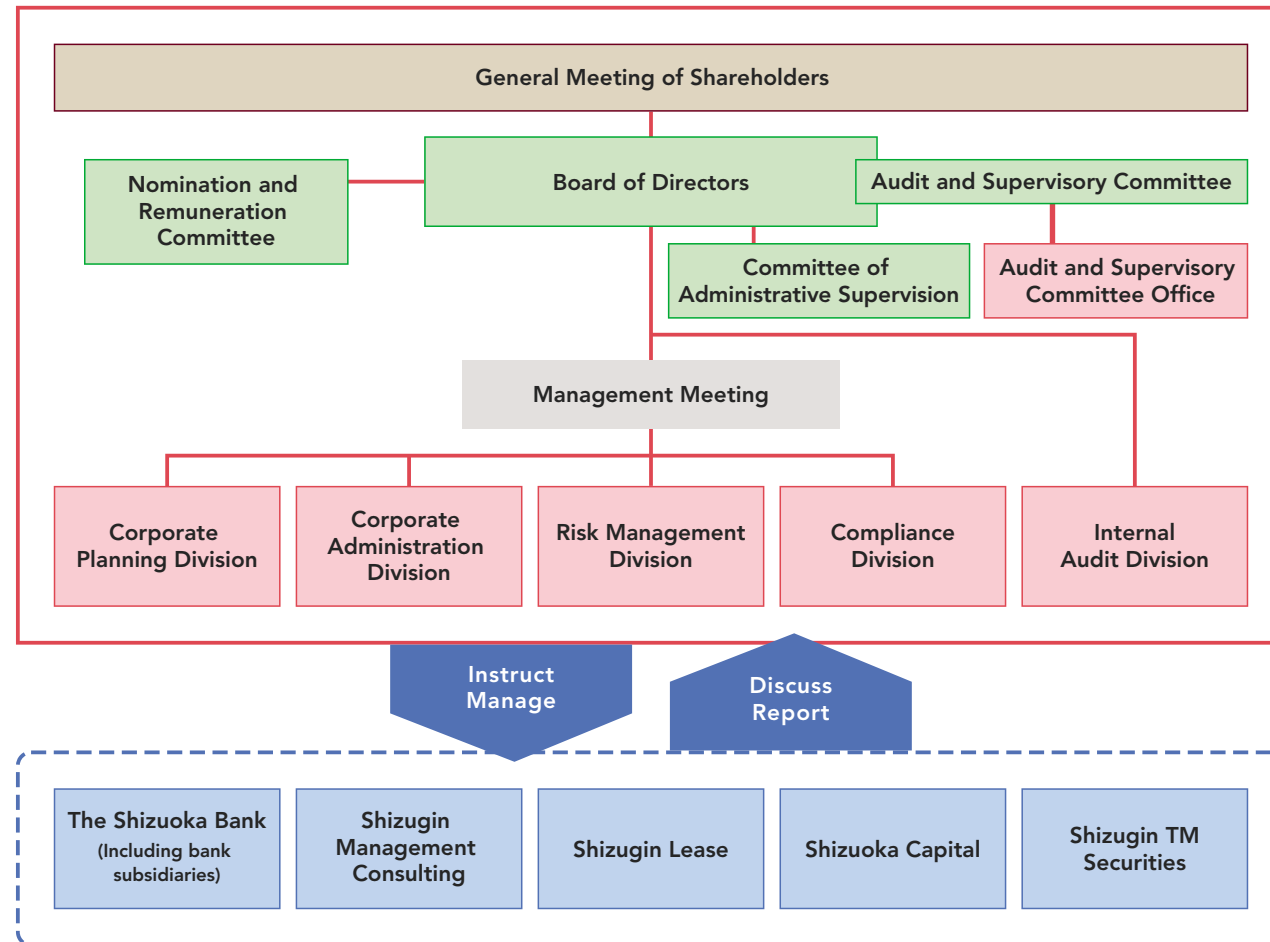 General Meeting of Shareholders
Nomination and
Remuneration
Committee
Board of Directors
Audit and Supervisory Committee
Committee of
Administrative Supervision
Audit and Supervisory
Committee Office
Management Meeting
Corporate
Planning Division
Corporate
Administration
Division
Risk Management
Division
Compliance
Division
Internal
Audit Division
Instruct
Manage
Discuss
Report
The Shizuoka Bank
(Including bank
subsidiaries)
Shizugin
Management
Consulting
Shizugin Lease
Shizuoka Capital
Shizugin TM
Securities